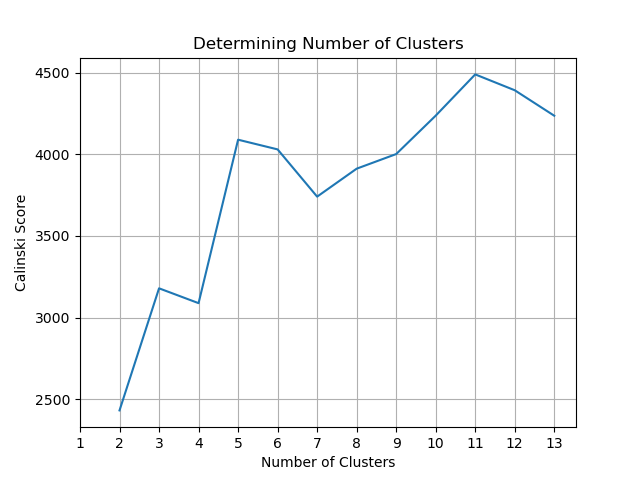 Determining Number of Clusters
4500
4000
3500
3000
2500
Calinski Score
1 2 3 4 5 6 7 8 9 10 11 12 13
Number of Clusters